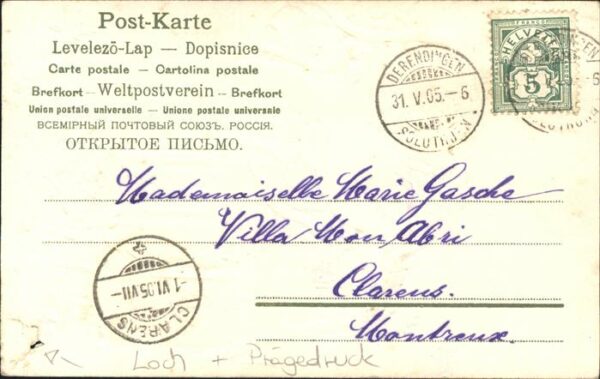 Post-Karte
Levelező-Lap — Dopisnice
Carte postale — Cartolina postale
Brefkort — Weltpostverein — Brefkort
Union postale universelle — Unione postale universale
ВСЕМІРНЫЙ ПОЧТОВЫЙ СОЮЗЪ. РОССІЯ.
ОТКРЫТОЕ ПИСЬМО.
DERENDINGEN
31. V. 05. – 6
SOLOTHURN
FRANCO
HELVETIA
5
Mademoiselle Marie Gasche
Villa Mon Abri
Clarens.
Montreux.
-1 VI.05 VII-
CLARENS
Loch + Prägedruck